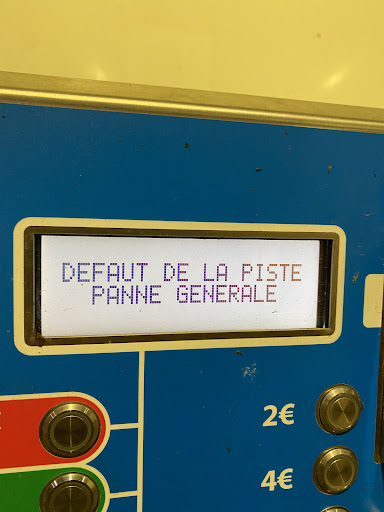 DEFAUT DE LA PISTE
PANNE GENERALE
2€
4€